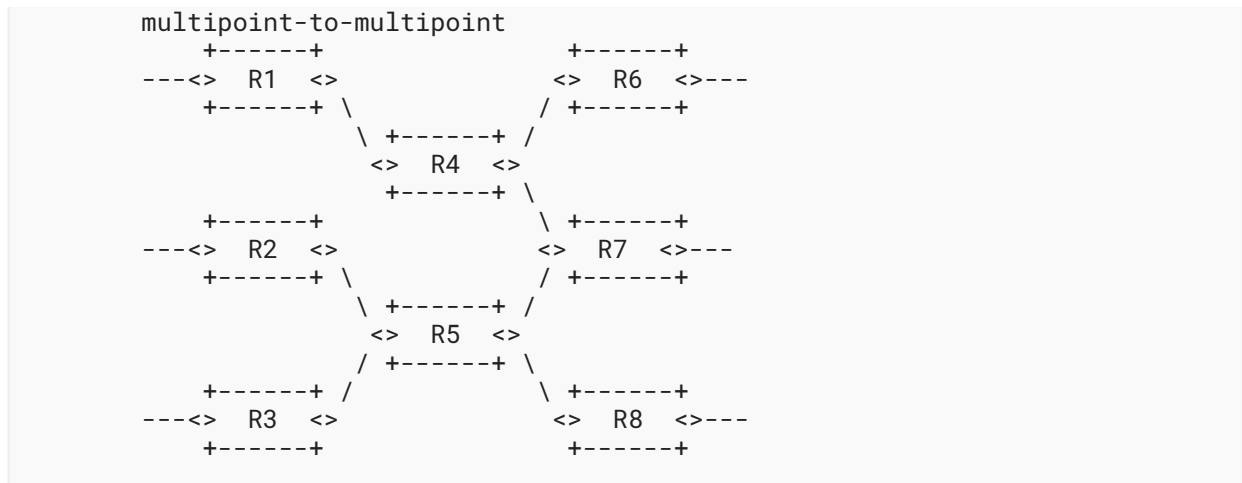 multipoint-to-multipoint
    +------+                +------+
---<>  R1  <>              <>  R6  <>---
    +------+ \            / +------+
              \ +------+ /
               <>  R4  <>
                +------+ \
    +------+              \ +------+
---<>  R2  <>             <>  R7  <>---
    +------+ \            / +------+
              \ +------+ /
               <>  R5  <>
              / +------+ \
    +------+ /            \ +------+
---<>  R3  <>              <>  R8  <>---
    +------+                +------+